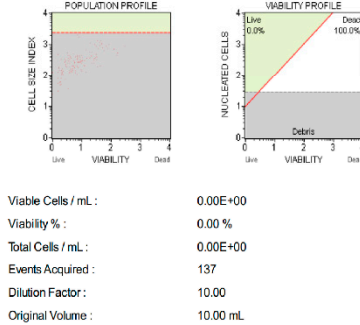 POPULATION PROFILE
CELL SIZE INDEX
4
3
2
1
0
0 1 2 3 4
Live VIABILITY Dead
VIABILITY PROFILE
NUCLEATED CELLS
4
3
2
1
0
Live
0.0%
Dead
100.0%
Debris
0 1 2 3
Live VIABILITY Dead
Viable Cells / mL : 0.00E+00
Viability % : 0.00 %
Total Cells / mL : 0.00E+00
Events Acquired : 137
Dilution Factor : 10.00
Original Volume : 10.00 mL